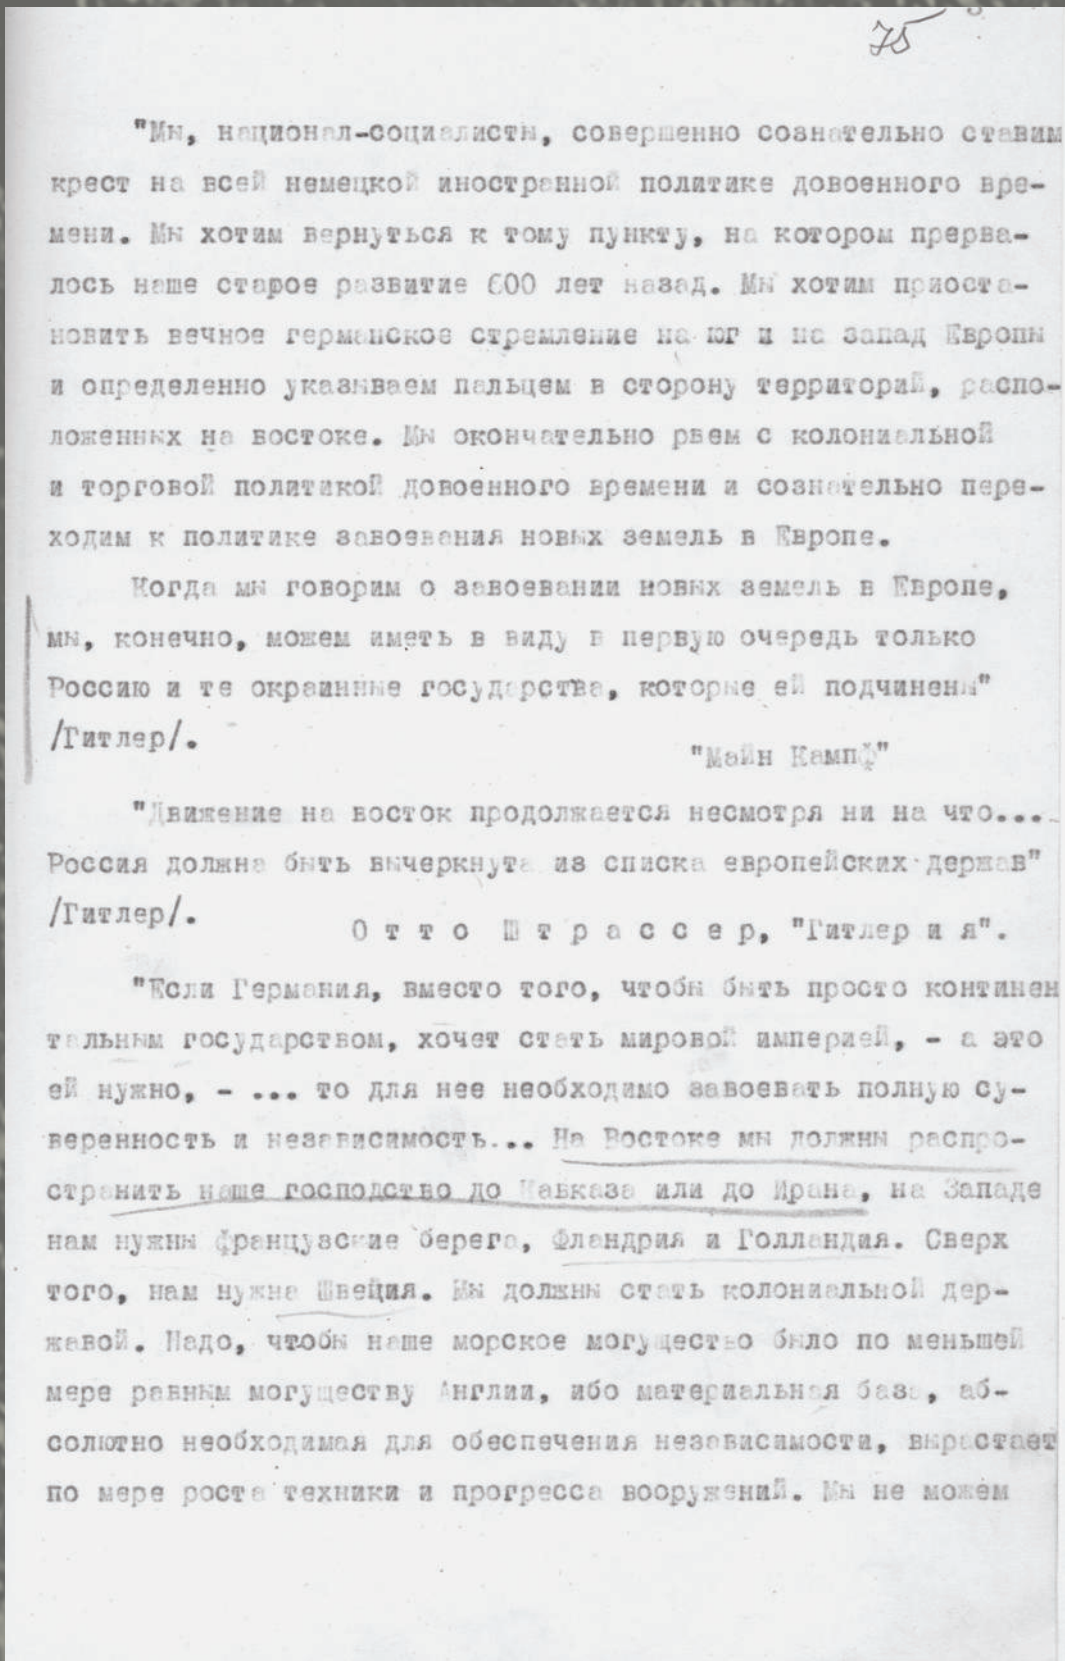 75
"Мы, национал-социалисты, совершенно сознательно ставим
крест на всей немецкой иностранной политике довоенного вре-
мени. Мы хотим вернуться к тому пункту, на котором прерва-
лось наше старое развитие 600 лет назад. Мы хотим приоста-
новить вечное германское стремление на юг и на запад Европы
и определенно указываем пальцем в сторону территорий, распо-
ложенных на востоке. Мы окончательно рвем с колониальной
и торговой политикой довоенного времени и сознательно пере-
ходим к политике завоевания новых земель в Европе.
Когда мы говорим о завоевании новых земель в Европе,
мы, конечно, можем иметь в виду в первую очередь только
Россию и те окраинные государства, которые ей подчинены"
/Гитлер/.
"Майн Кампф"
"Движение на восток продолжается несмотря ни на что...
Россия должна быть вычеркнута из списка европейских держав"
/Гитлер/.
О т т о Ш т р а с с е р, "Гитлер и я".
"Если Германия, вместо того, чтобы быть просто континен
тальным государством, хочет стать мировой империей, - а это
ей нужно, - ... то для нее необходимо завоевать полную су-
веренность и независимость... На Востоке мы должны распро-
странить наше господство до Кавказа или до Ирана, на Западе
нам нужны французские берега, Фландрия и Голландия. Сверх
того, нам нужна Швеция. Мы должны стать колониальной дер-
жавой. Надо, чтобы наше морское могущество было по меньшей
мере равным могуществу Англии, ибо материальная база, аб-
солютно необходимая для обеспечения независимости, вырастает
по мере роста техники и прогресса вооружений. Мы не можем